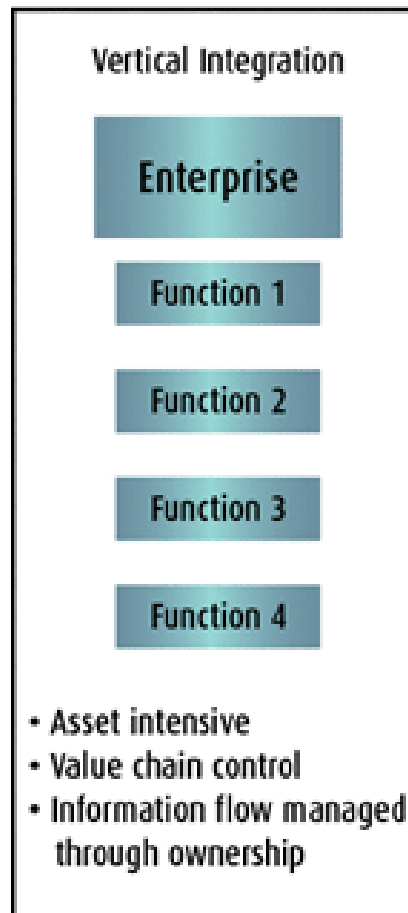 Vertical Integration
Enterprise
Function 1
Function 2
Function 3
Function 4
• Asset intensive
• Value chain control
• Information flow managed
through ownership